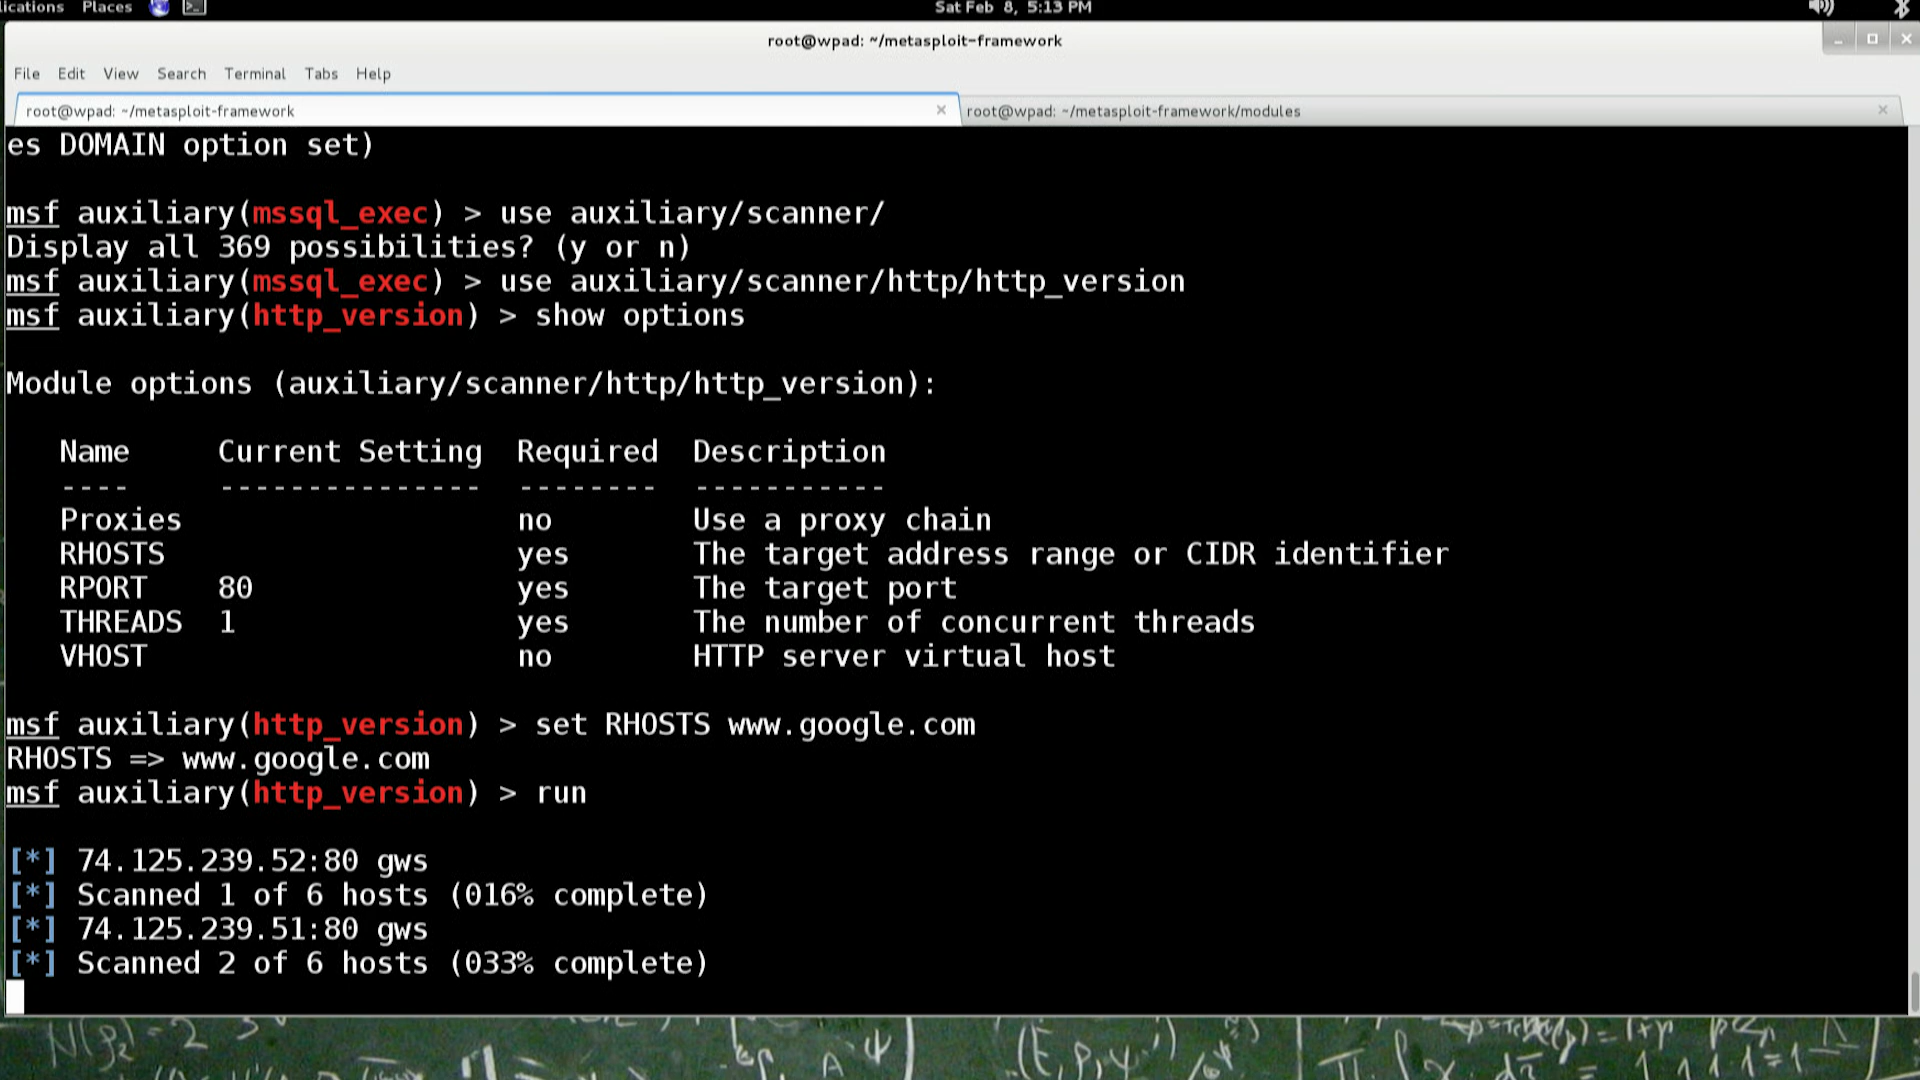 lications Places Sat Feb 8, 5:13 PM
root@wpad: ~/metasploit-framework
File Edit View Search Terminal Tabs Help
root@wpad: ~/metasploit-framework root@wpad: ~/metasploit-framework/modules
es DOMAIN option set)
msf auxiliary(mssql_exec) > use auxiliary/scanner/
Display all 369 possibilities? (y or n)
msf auxiliary(mssql_exec) > use auxiliary/scanner/http/http_version
msf auxiliary(http_version) > show options
Module options (auxiliary/scanner/http/http_version):
Name Current Setting Required Description
---- --------------- -------- -----------
Proxies no Use a proxy chain
RHOSTS yes The target address range or CIDR identifier
RPORT 80 yes The target port
THREADS 1 yes The number of concurrent threads
VHOST no HTTP server virtual host
msf auxiliary(http_version) > set RHOSTS www.google.com
RHOSTS => www.google.com
msf auxiliary(http_version) > run
[*] 74.125.239.52:80 gws
[*] Scanned 1 of 6 hosts (016% complete)
[*] 74.125.239.51:80 gws
[*] Scanned 2 of 6 hosts (033% complete)